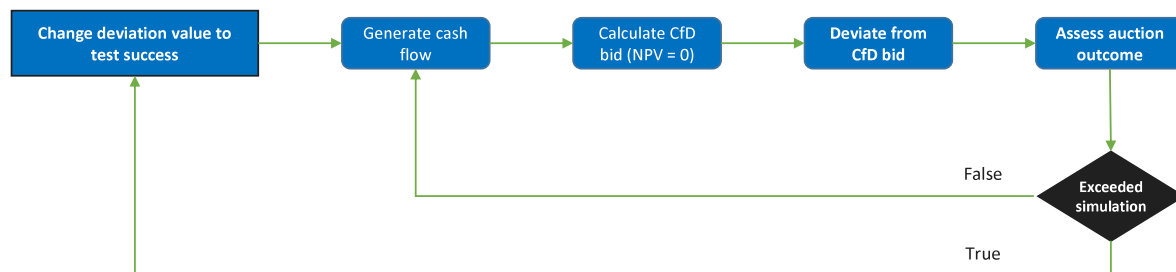 Change deviation value to
test success
Generate cash
flow
Calculate CfD
bid (NPV = 0)
Deviate from
CfD bid
Assess auction
outcome
False
Exceeded
simulation
True